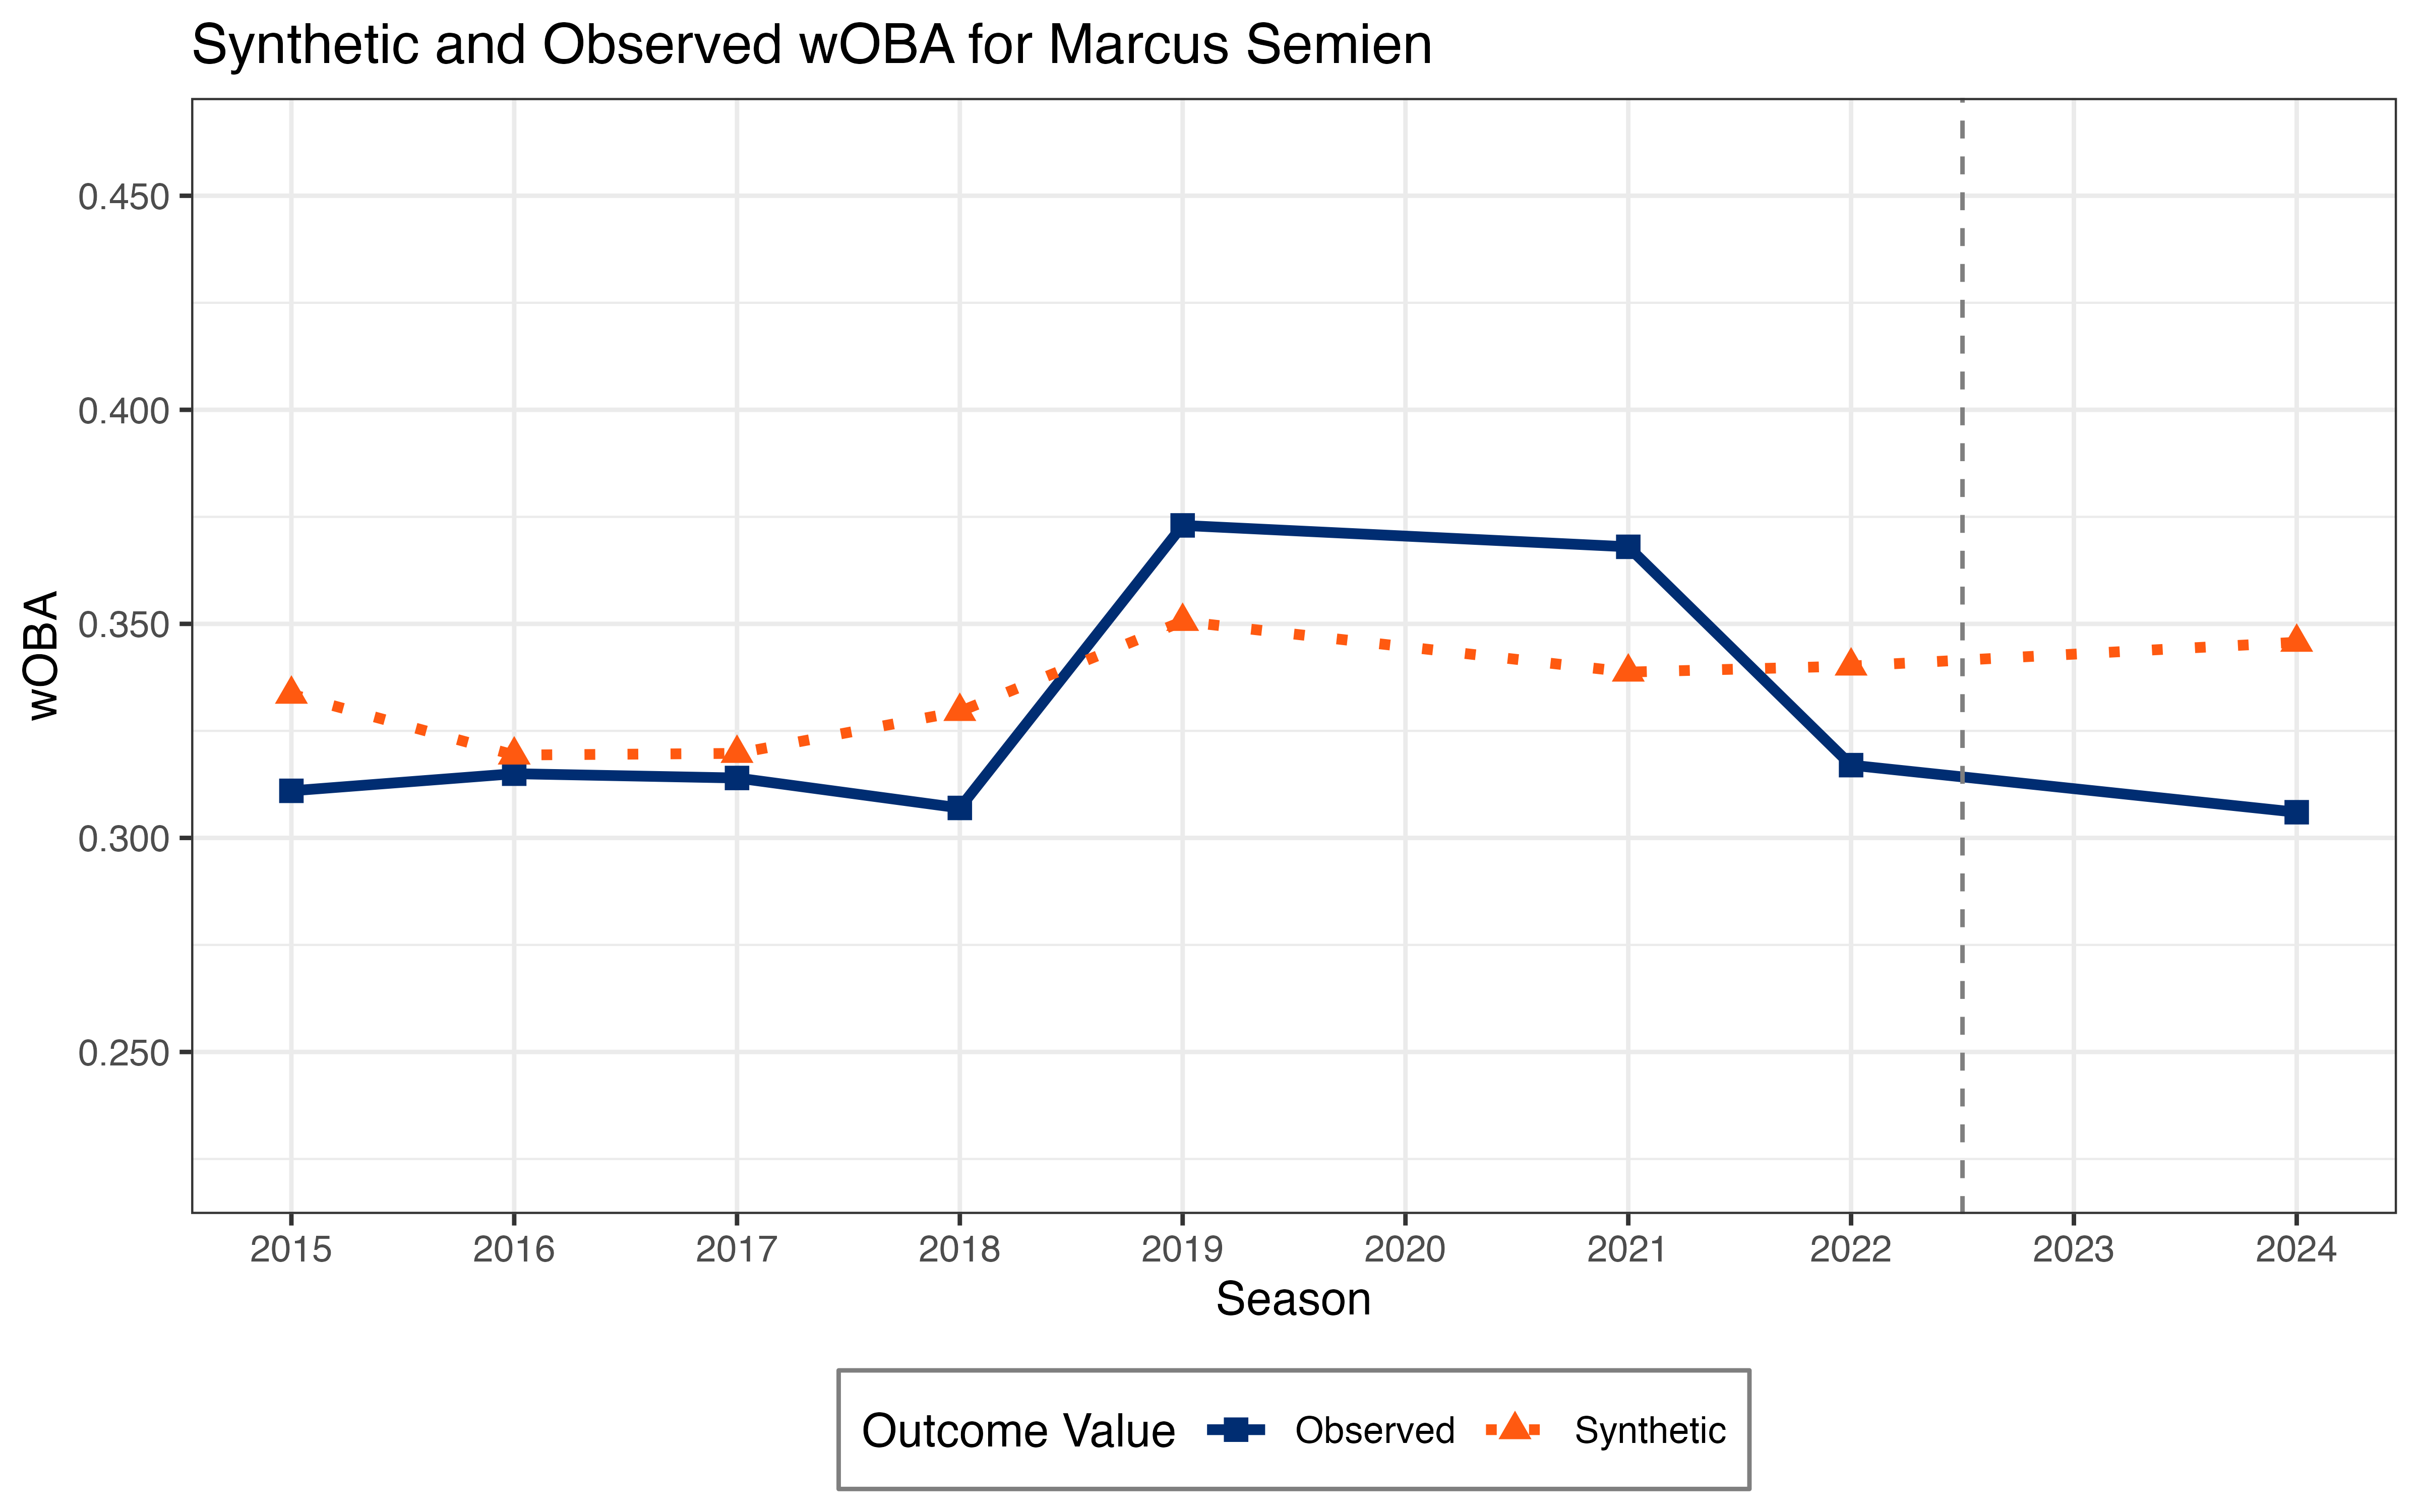 Synthetic and Observed wOBA for Marcus Semien
wOBA
0.450
0.400
0.350
0.300
0.250
2015 2016 2017 2018 2019 2020 2021 2022 2023 2024
Season
Outcome Value Observed Synthetic